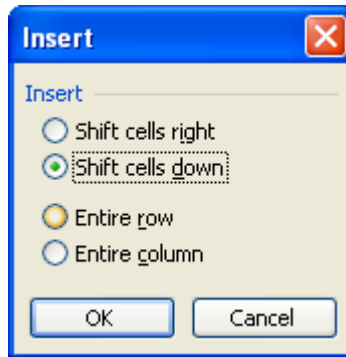 Insert
Insert
Shift cells right
Shift cells down
Entire row
Entire column
OK Cancel